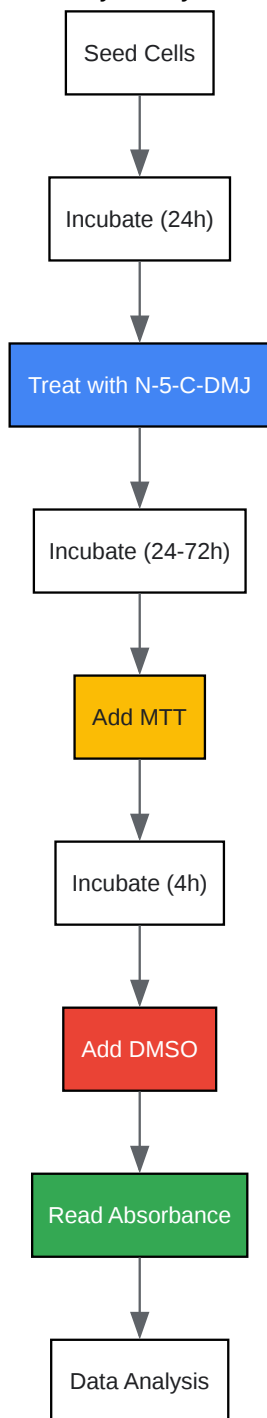 Seed Cells
Incubate (24h)
Treat with N-5-C-DMJ
Incubate (24-72h)
Add MTT
Incubate (4h)
Add DMSO
Read Absorbance
Data Analysis